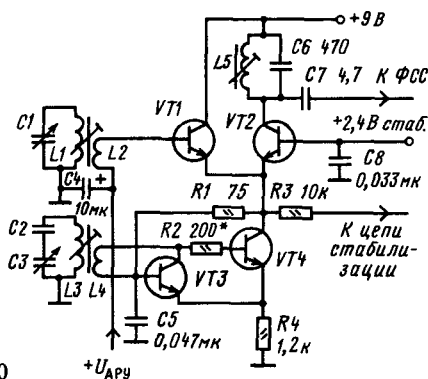 +9 В
C6 470
L5
C7 4,7
К ФСС
VT1
VT2
+2,4В стаб.
C1
L1
L2
C4
+
10мк
C8
0,033мк
R1 75
R3 10к
C2
C3
L3
L4
R2 200*
К цепи
стабили-
зации
VT3
VT4
C5
0,047мк
R4
1,2к
+U АРУ